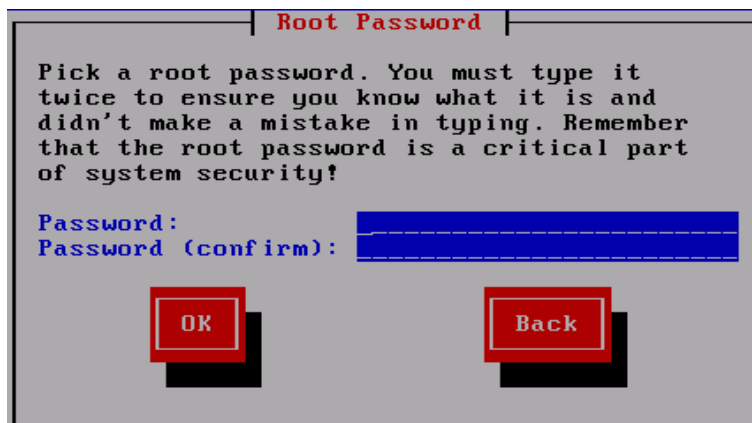 Root Password
Pick a root password. You must type it
twice to ensure you know what it is and
didn't make a mistake in typing. Remember
that the root password is a critical part
of system security!
Password:
Password (confirm):
OK Back